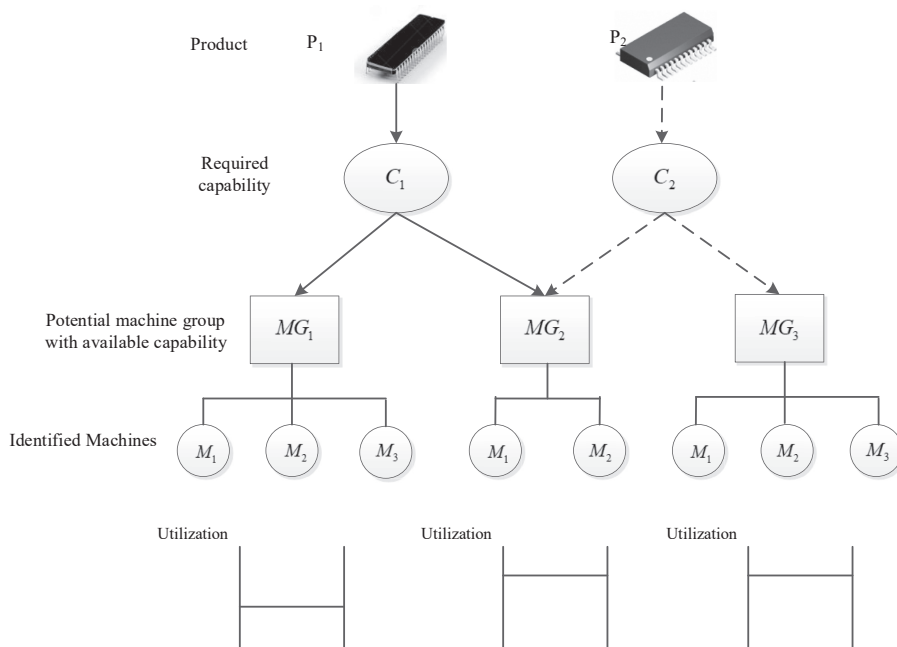 Product P₁ P₂
Required
capability
C₁ C₂
Potential machine group
with available capability
MG₁ MG₂ MG₃
Identified Machines M₁ M₂ M₃ M₁ M₂ M₁ M₂ M₃
Utilization Utilization Utilization